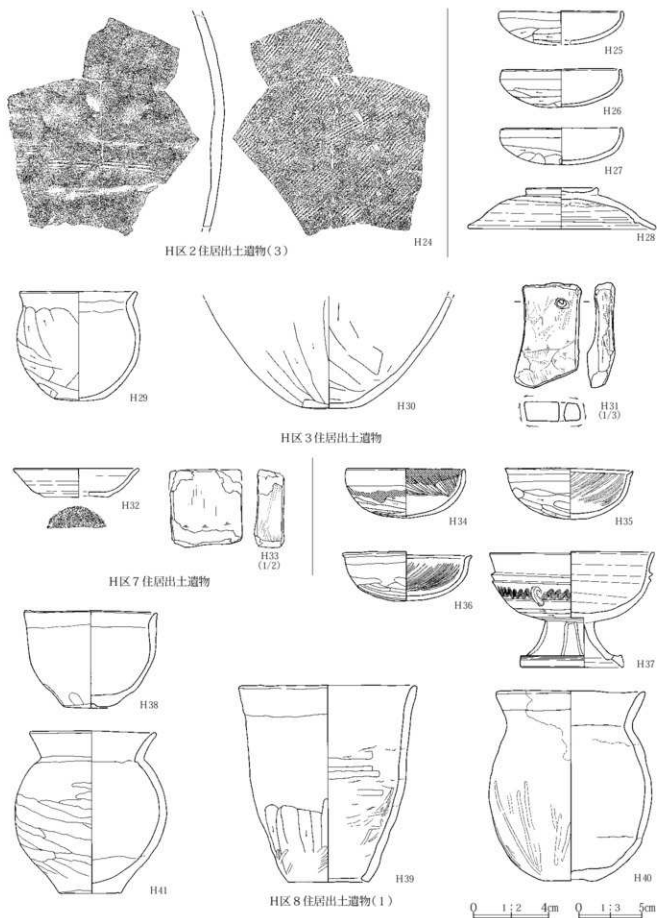 H25
H26
H27
H28
H24
H区2住居出土遺物(3)
H29
H30
H31
(1/3)
H区3住居出土遺物
H32
H33
(1/2)
H区7住居出土遺物
H34
H35
H36
H37
H38
H39
H40
H41
H区8住居出土遺物(1)
0 1:2 4cm 0 1:3 5cm